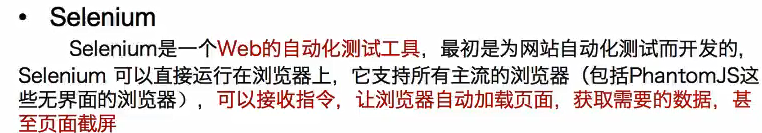 • Selenium
Selenium是一个Web的自动化测试工具，最初是为网站自动化测试而开发的，
Selenium 可以直接运行在浏览器上，它支持所有主流的浏览器（包括PhantomJS这
些无界面的浏览器），可以接收指令，让浏览器自动加载页面，获取需要的数据，甚
至页面截屏